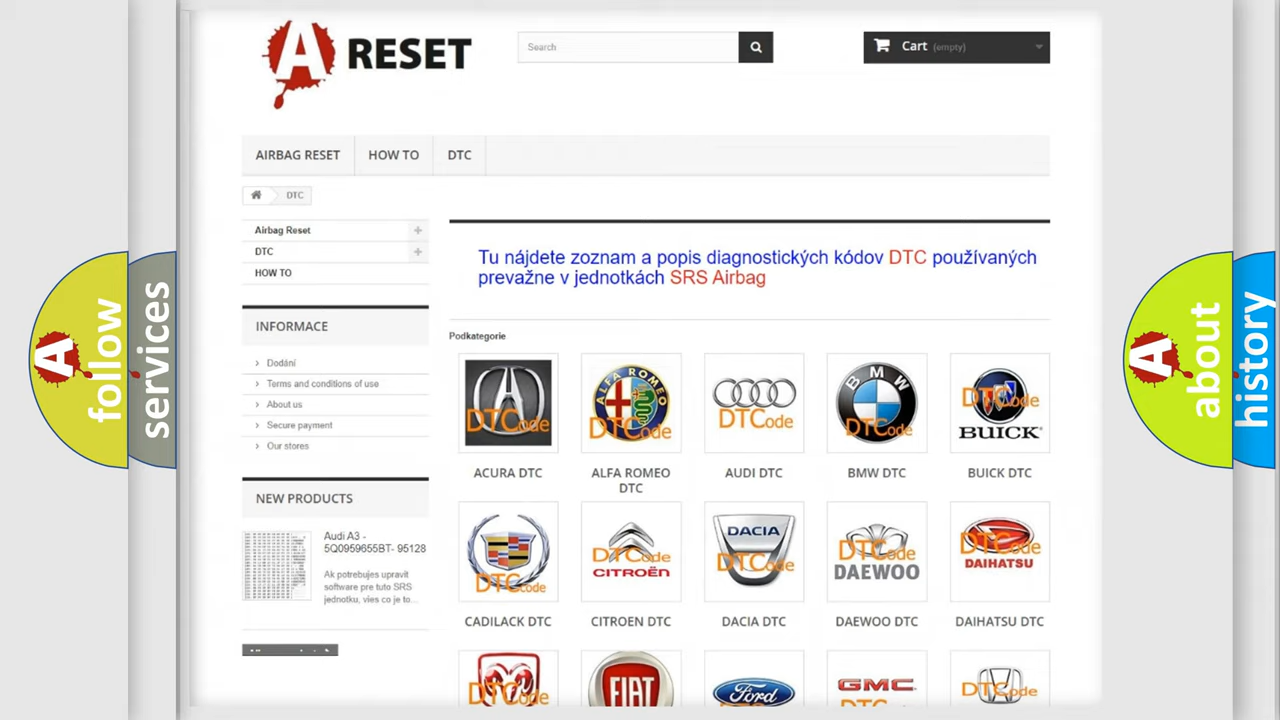 A RESET
Search
Cart (empty)
AIRBAG RESET
HOW TO
DTC
DTC
Airbag Reset
DTC
HOW TO
Tu nájdete zoznam a popis diagnostických kódov DTC používaných
prevažne v jednotkách SRS Airbag
INFORMACE
Dodání
Terms and conditions of use
About us
Secure payment
Our stores
Podkategorie
DTCode
ALFA ROMEO
DTCode
DTCode
BMW
DTCode
DTCode
BUICK
ACURA DTC
ALFA ROMEO
DTC
AUDI DTC
BMW DTC
BUICK DTC
NEW PRODUCTS
Audi A3 -
5Q0959655BT- 95128
Ak potrebujes upravit
software pre tuto SRS
jednotku, vies co je to...
DTCode
DTCode
CITROËN
DACIA
DTCode
DTCode
DAEWOO
DTCode
DAIHATSU
CADILACK DTC
CITROEN DTC
DACIA DTC
DAEWOO DTC
DAIHATSU DTC
DTCode
FIAT
Ford
GMC
DTCode
A follow
services
A about
history